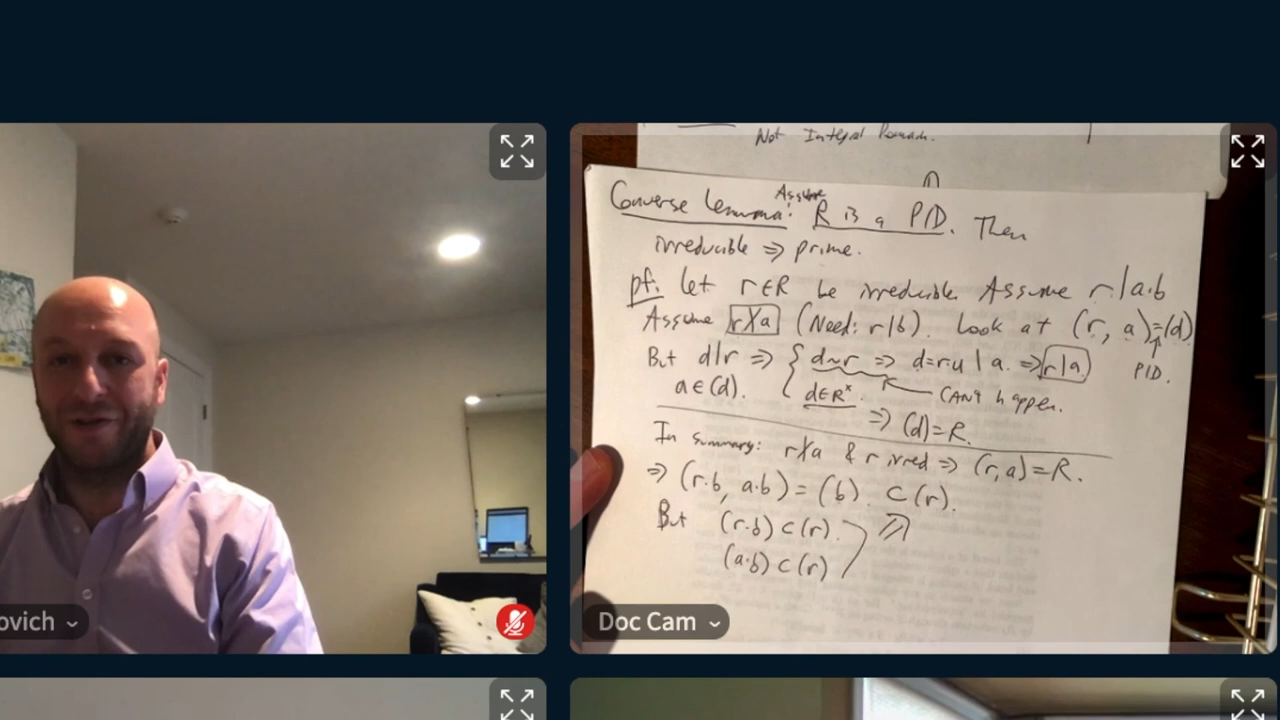 Not Integral Domain.
Converse Lemma: Assume R is a PID. Then
irreducible ⇒ prime.
pf: Let r∈R be irreducible. Assume r|a·b
Assume r∤a (Need: r|b). Look at (r, a)=(d)
PID.
But d|r ⇒ { d~r ⇒ d=r·u | a. ⇒ r|a
a∈(d). d∈Rˣ. CAN't happen.
⇒ (d)=R.
In summary: r∤a & r irred ⇒ (r,a)=R.
⇒ (r·b, a·b) = (b) ⊂ (r).
But (r·b) ⊂ (r).
(a·b) ⊂ (r)
ovich
Doc Cam